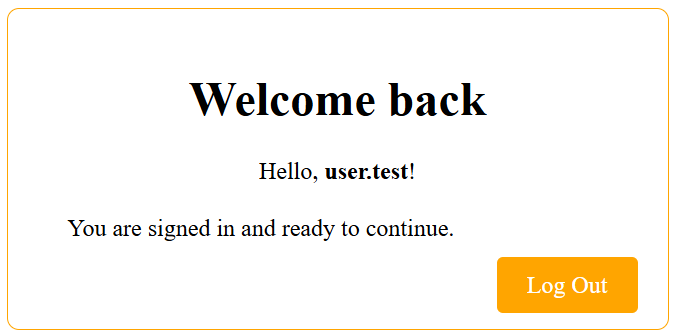 Welcome back
Hello, user.test!
You are signed in and ready to continue.
Log Out